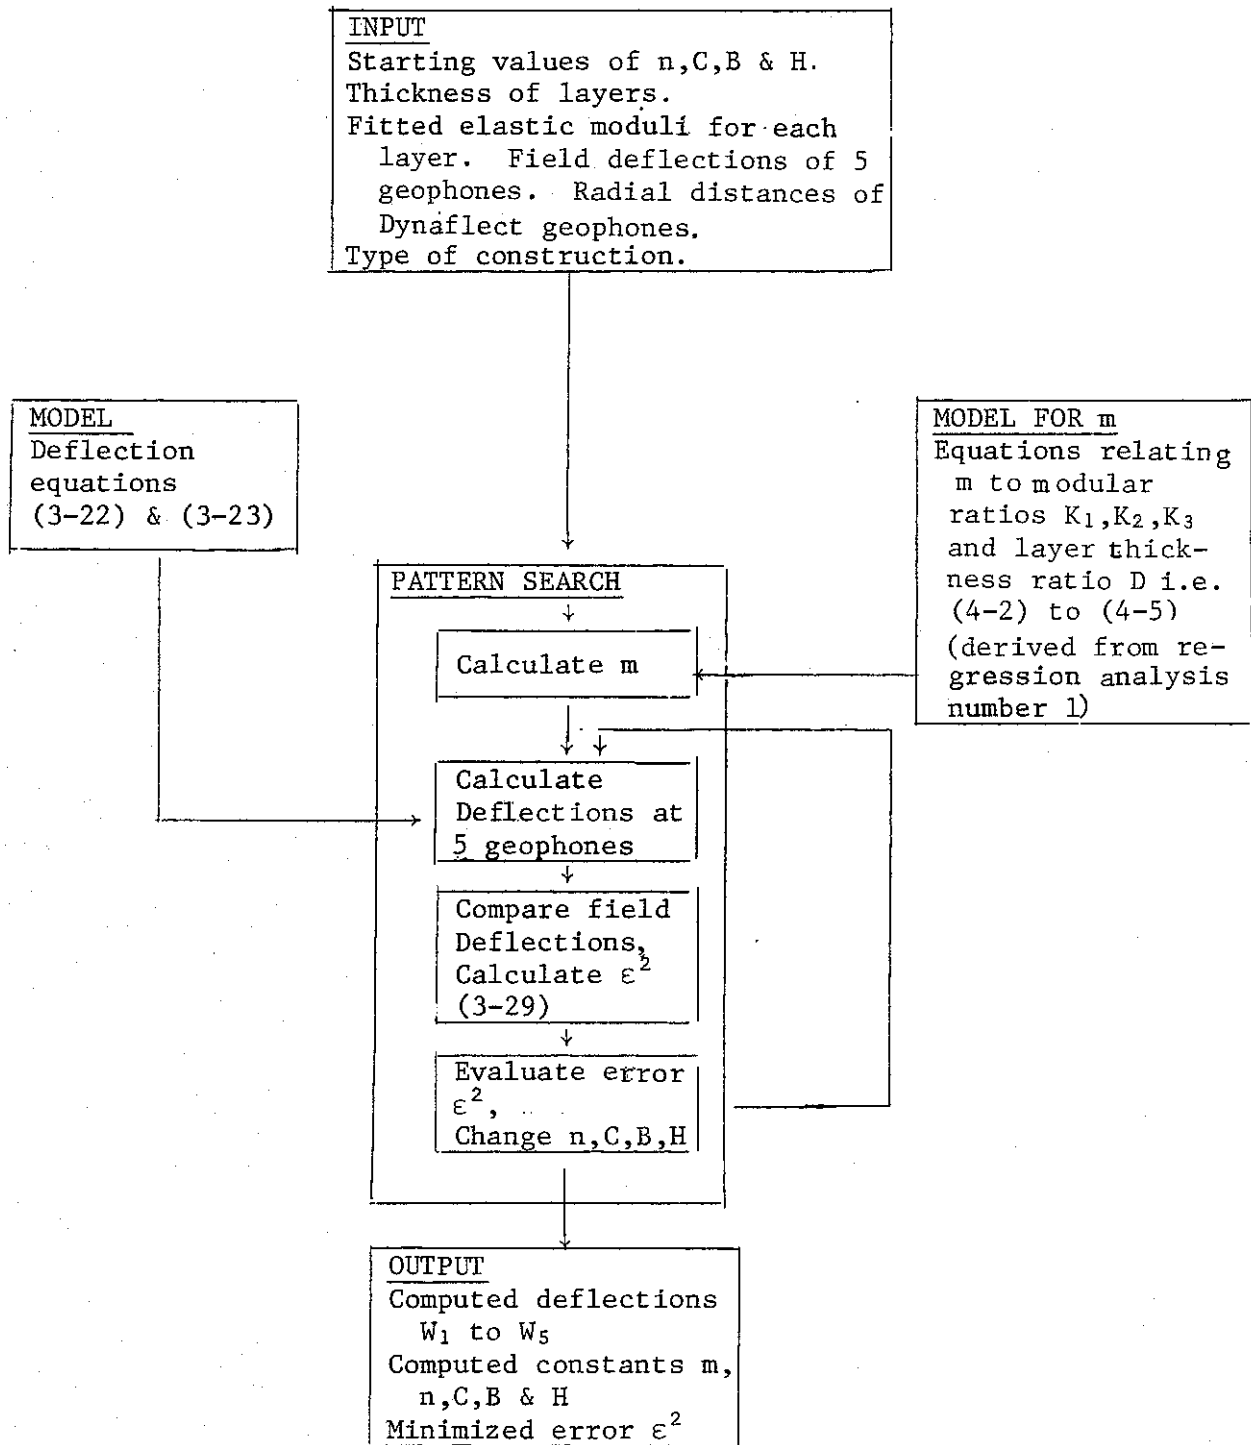 INPUT
Starting values of n,C,B & H.
Thickness of layers.
Fitted elastic moduli for each
layer. Field deflections of 5
geophones. Radial distances of
Dynaflect geophones.
Type of construction.
MODEL
Deflection
equations
(3-22) & (3-23)
MODEL FOR m
Equations relating
m to modular
ratios K₁,K₂,K₃
and layer thick-
ness ratio D i.e.
(4-2) to (4-5)
(derived from re-
gression analysis
number 1)
PATTERN SEARCH
Calculate m
Calculate
Deflections at
5 geophones
Compare field
Deflections,
Calculate ε²
(3-29)
Evaluate error
ε²,
Change n,C,B,H
OUTPUT
Computed deflections
W₁ to W₅
Computed constants m,
n,C,B & H
Minimized error ε²